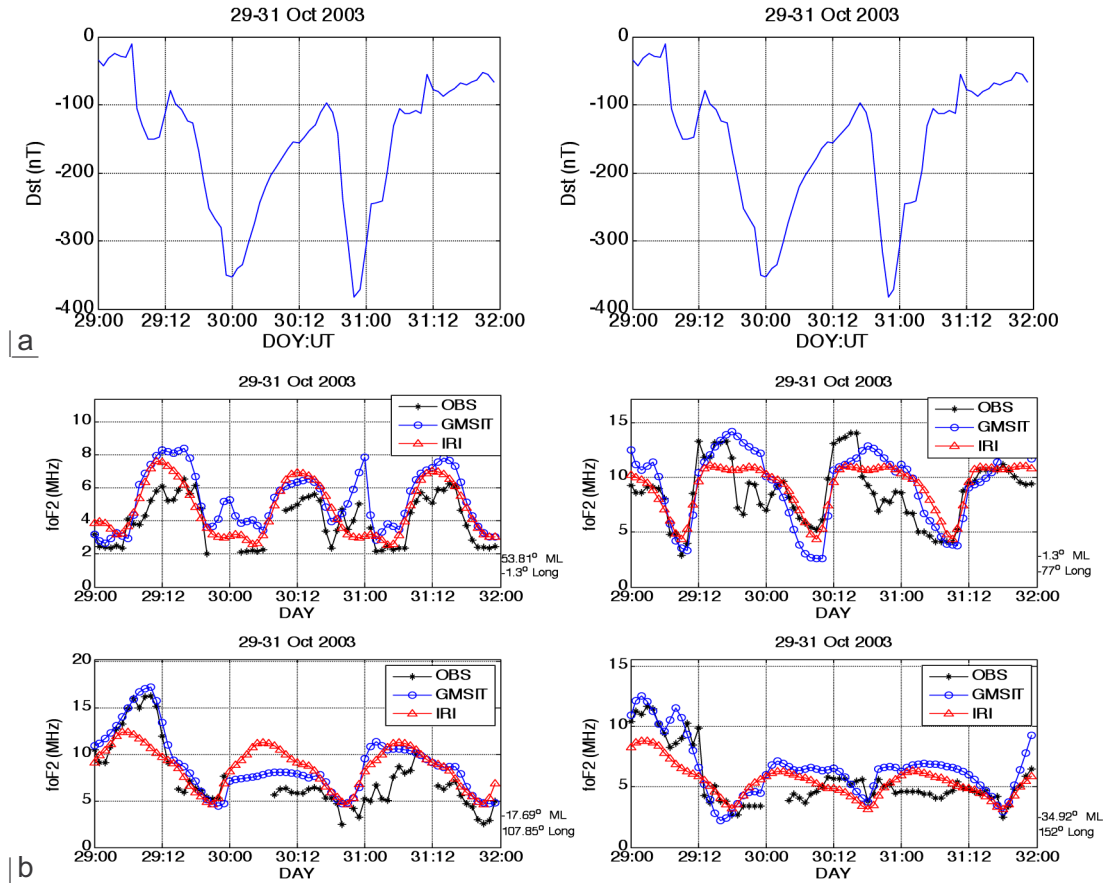 29-31 Oct 2003
0
-100
-200
-300
-400
Dst (nT)
29:00 29:12 30:00 30:12 31:00 31:12 32:00
DOY:UT
29-31 Oct 2003
0
-100
-200
-300
-400
Dst (nT)
29:00 29:12 30:00 30:12 31:00 31:12 32:00
DOY:UT
a
29-31 Oct 2003
10
8
6
4
2
0
foF2 (MHz)
OBS
GMSIT
IRI
53.81° ML
-1.3° Long
29:00 29:12 30:00 30:12 31:00 31:12 32:00
DAY
29-31 Oct 2003
15
10
5
0
foF2 (MHz)
OBS
GMSIT
IRI
-1.3° ML
-77° Long
29:00 29:12 30:00 30:12 31:00 31:12 32:00
DAY
29-31 Oct 2003
20
15
10
5
0
foF2 (MHz)
OBS
GMSIT
IRI
-17.69° ML
107.85° Long
29:00 29:12 30:00 30:12 31:00 31:12 32:00
DAY
29-31 Oct 2003
15
10
5
0
foF2 (MHz)
OBS
GMSIT
IRI
-34.92° ML
152° Long
29:00 29:12 30:00 30:12 31:00 31:12 32:00
DAY
b